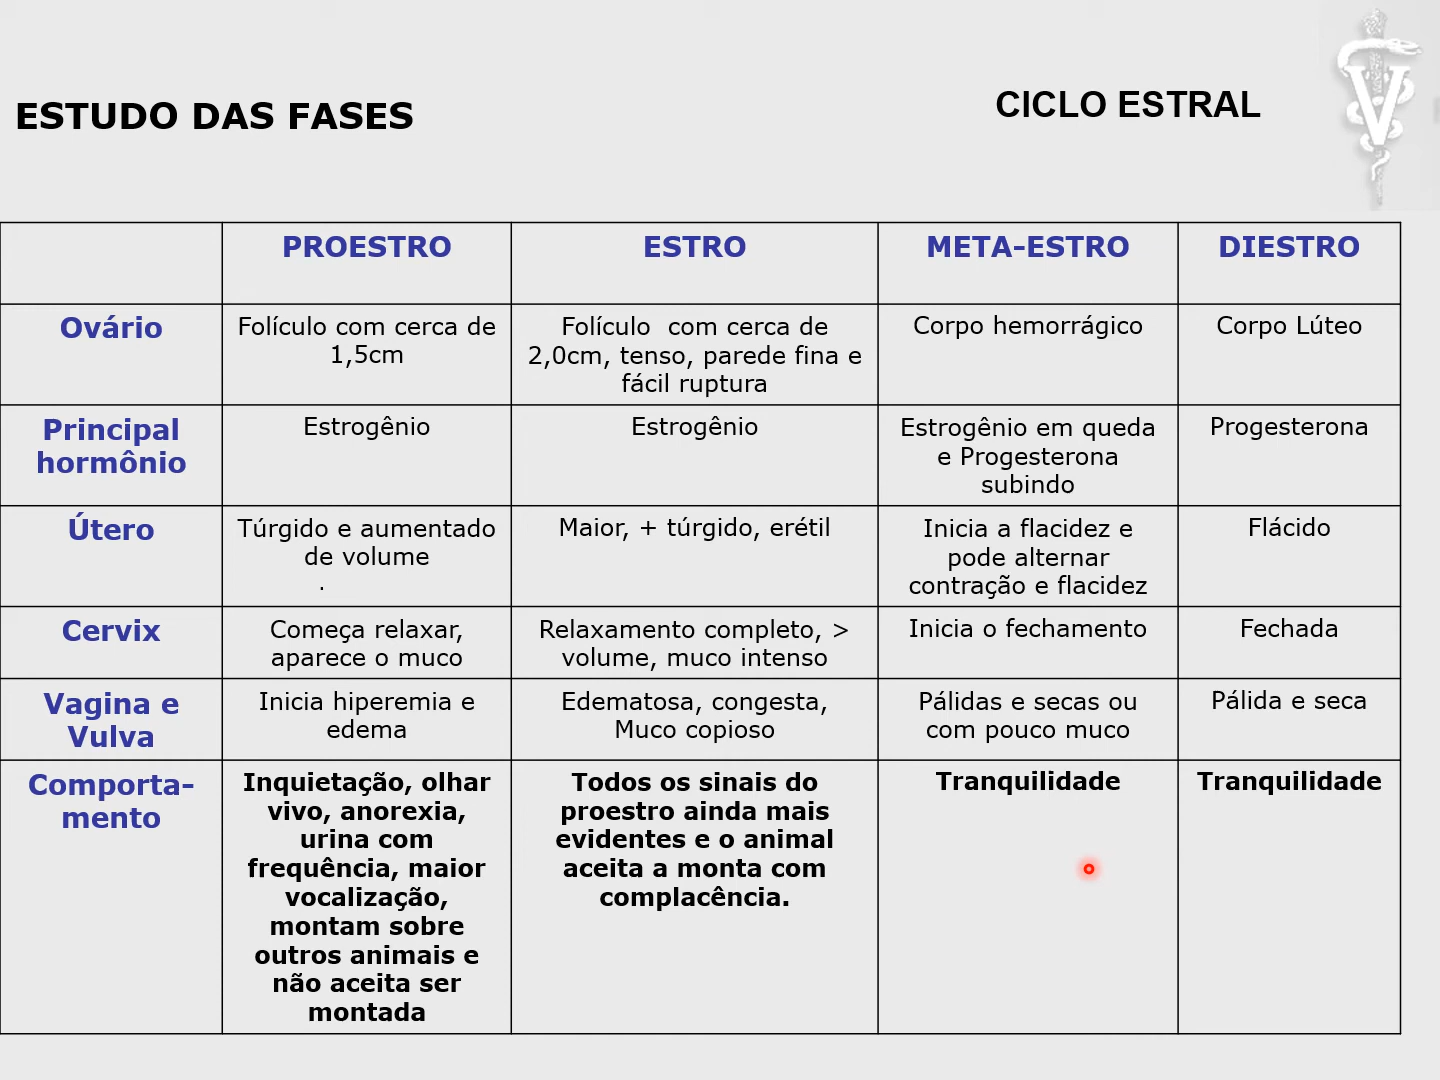 ESTUDO DAS FASES
CICLO ESTRAL
V
PROESTRO
ESTRO
META-ESTRO
DIESTRO
Ovário
Folículo com cerca de
1,5cm
Folículo com cerca de
2,0cm, tenso, parede fina e
fácil ruptura
Corpo hemorrágico
Corpo Lúteo
Principal
hormônio
Estrogênio
Estrogênio
Estrogênio em queda
e Progesterona
subindo
Progesterona
Útero
Túrgido e aumentado
de volume
.
Maior, + túrgido, erétil
Inicia a flacidez e
pode alternar
contração e flacidez
Flácido
Cervix
Começa relaxar,
aparece o muco
Relaxamento completo, >
volume, muco intenso
Inicia o fechamento
Fechada
Vagina e
Vulva
Inicia hiperemia e
edema
Edematosa, congesta,
Muco copioso
Pálidas e secas ou
com pouco muco
Pálida e seca
Comporta-
mento
Inquietação, olhar
vivo, anorexia,
urina com
frequência, maior
vocalização,
montam sobre
outros animais e
não aceita ser
montada
Todos os sinais do
proestro ainda mais
evidentes e o animal
aceita a monta com
complacência.
Tranquilidade
Tranquilidade